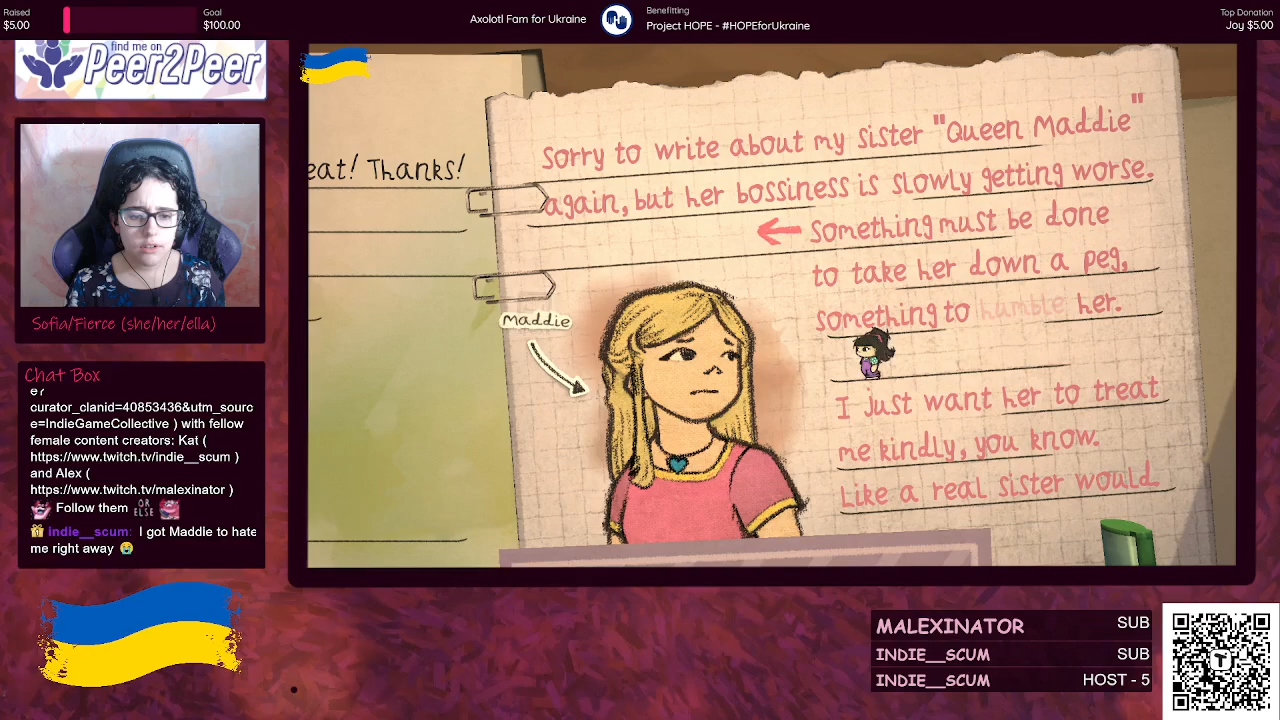 Raised
$5.00
Goal
$100.00
Axolotl Fam for Ukraine
Benefitting
Project HOPE - #HOPEforUkraine
Top Donation
Joy $5.00
find me on
Peer2Peer
Sofia/Fierce (she/her/ella)
Chat Box
er
curator_clanid=40853436&utm_sourc
e=IndieGameCollective ) with fellow
female content creators: Kat (
https://www.twitch.tv/indie__scum )
and Alex (
https://www.twitch.tv/malexinator )
Follow them OR ELSE
indie__scum: I got Maddie to hate
me right away
eat! Thanks!
Sorry to write about my sister "Queen Maddie"
again, but her bossiness is slowly getting worse.
Something must be done
to take her down a peg,
something to humble her.
I just want her to treat
me kindly, you know.
Like a real sister would.
Maddie
MALEXINATOR SUB
INDIE__SCUM SUB
INDIE__SCUM HOST - 5
T